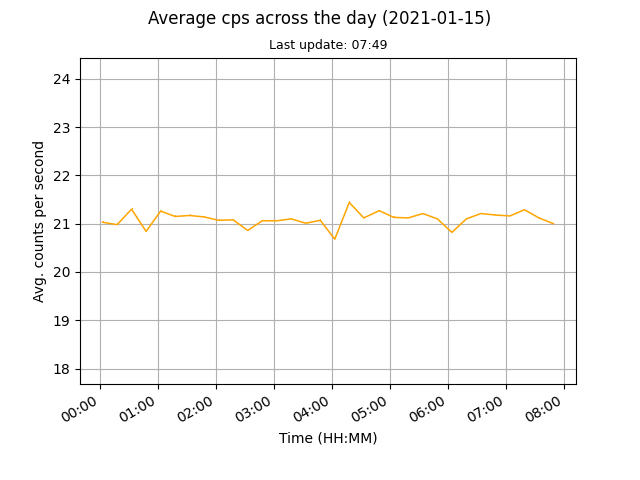 Average cps across the day (2021-01-15)
Last update: 07:49
24
23
22
21
20
19
18
Avg. counts per second
00:00 01:00 02:00 03:00 04:00 05:00 06:00 07:00 08:00
Time (HH:MM)